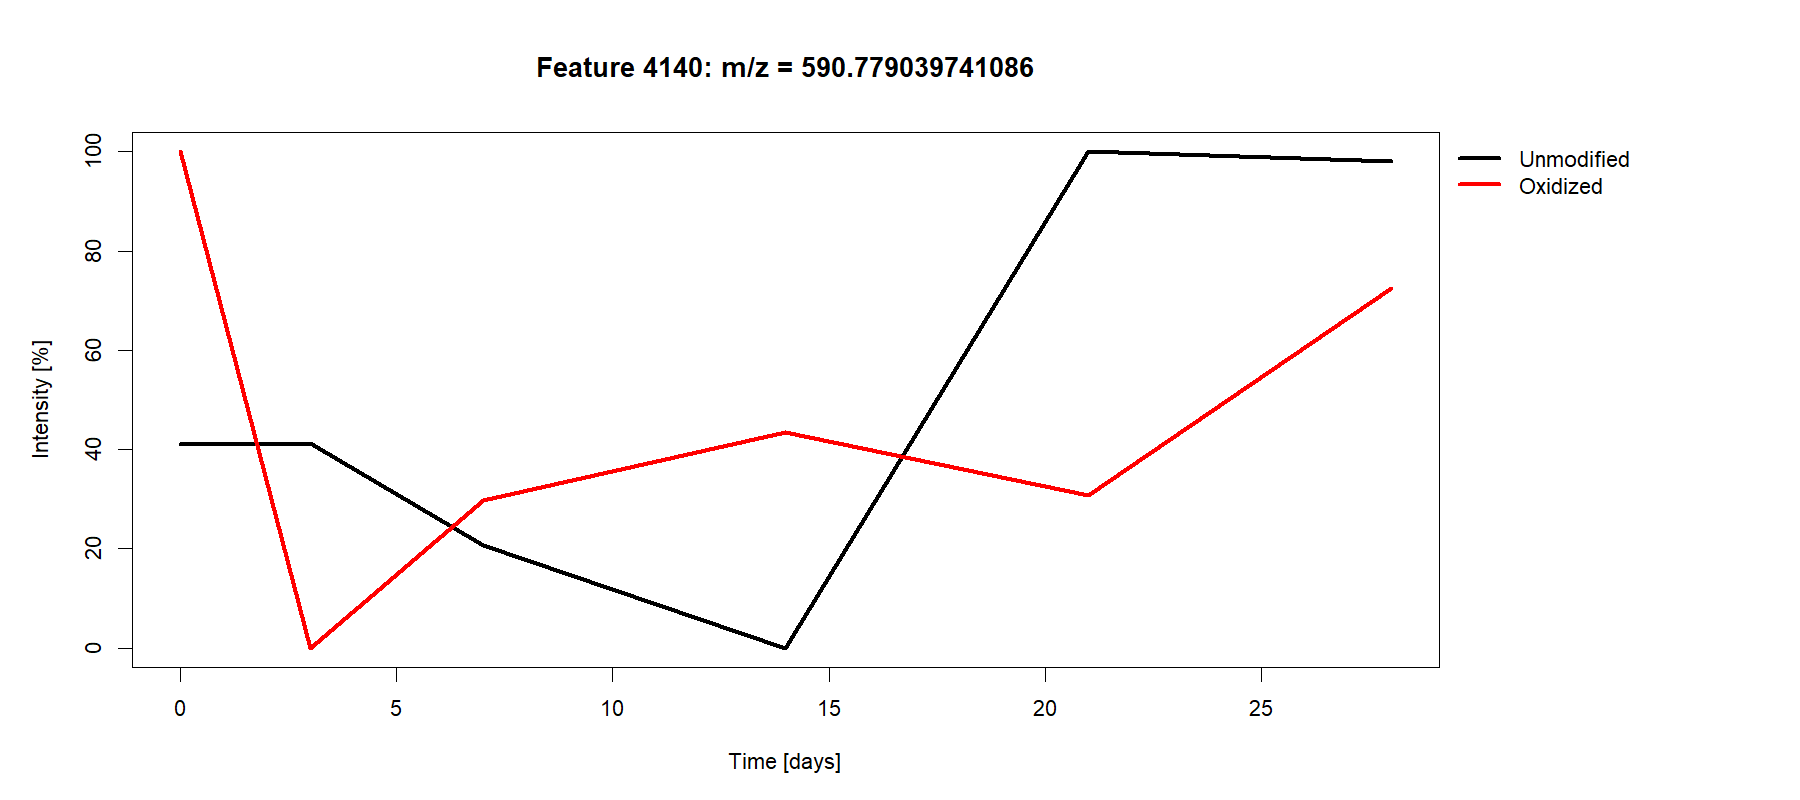 Feature 4140: m/z = 590.779039741086
Unmodified
Oxidized
Intensity [%]
100
80
60
40
20
0
0 5 10 15 20 25
Time [days]